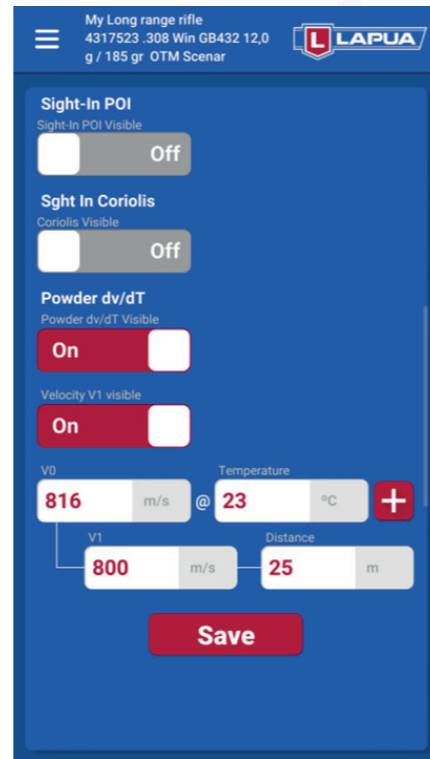 My Long range rifle
4317523 .308 Win GB432 12,0
g / 185 gr OTM Scenar
L LAPUA
Sight-In POI
Sight-In POI Visible
Off
Sght In Coriolis
Coriolis Visible
Off
Powder dv/dT
Powder dv/dT Visible
On
Velocity V1 visible
On
V0 Temperature
816 m/s @ 23 ºC +
V1 Distance
800 m/s 25 m
Save